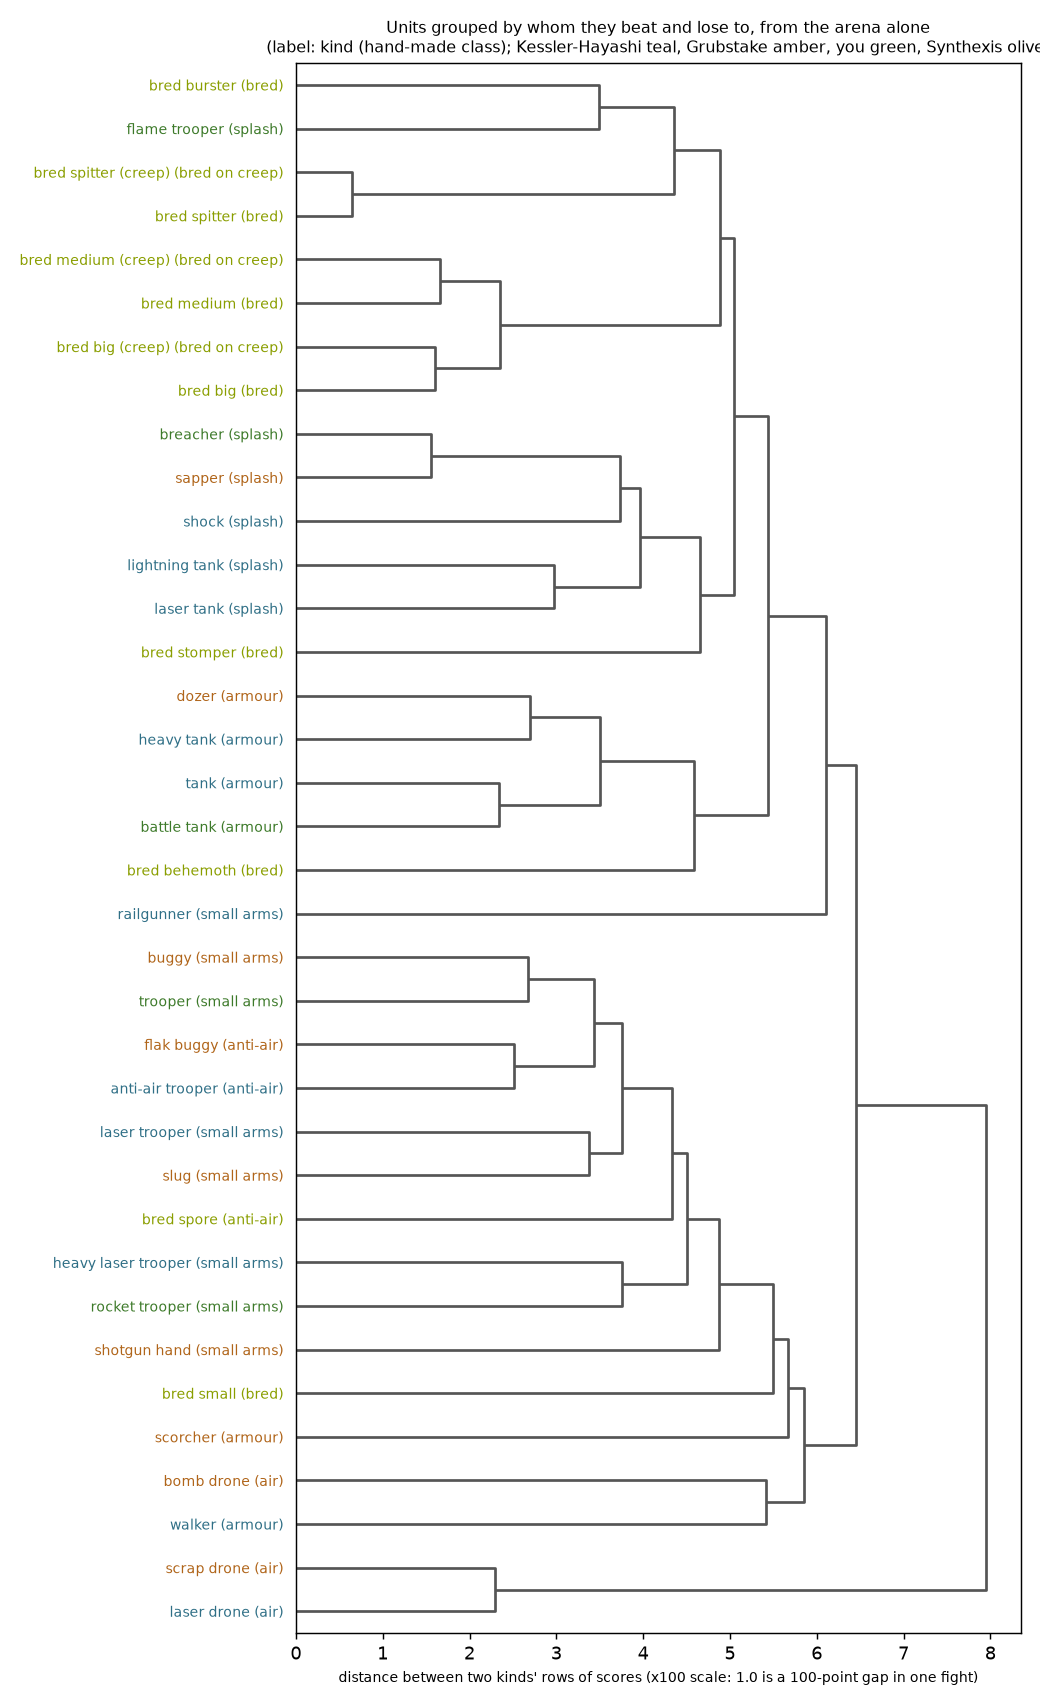 Units grouped by whom they beat and lose to, from the arena alone
(label: kind (hand-made class); Kessler-Hayashi teal, Grubstake amber, you green, Synthexis olive
bred burster (bred)
flame trooper (splash)
bred spitter (creep) (bred on creep)
bred spitter (bred)
bred medium (creep) (bred on creep)
bred medium (bred)
bred big (creep) (bred on creep)
bred big (bred)
breacher (splash)
sapper (splash)
shock (splash)
lightning tank (splash)
laser tank (splash)
bred stomper (bred)
dozer (armour)
heavy tank (armour)
tank (armour)
battle tank (armour)
bred behemoth (bred)
railgunner (small arms)
buggy (small arms)
trooper (small arms)
flak buggy (anti-air)
anti-air trooper (anti-air)
laser trooper (small arms)
slug (small arms)
bred spore (anti-air)
heavy laser trooper (small arms)
rocket trooper (small arms)
shotgun hand (small arms)
bred small (bred)
scorcher (armour)
bomb drone (air)
walker (armour)
scrap drone (air)
laser drone (air)
0 1 2 3 4 5 6 7 8
distance between two kinds' rows of scores (x100 scale: 1.0 is a 100-point gap in one fight)